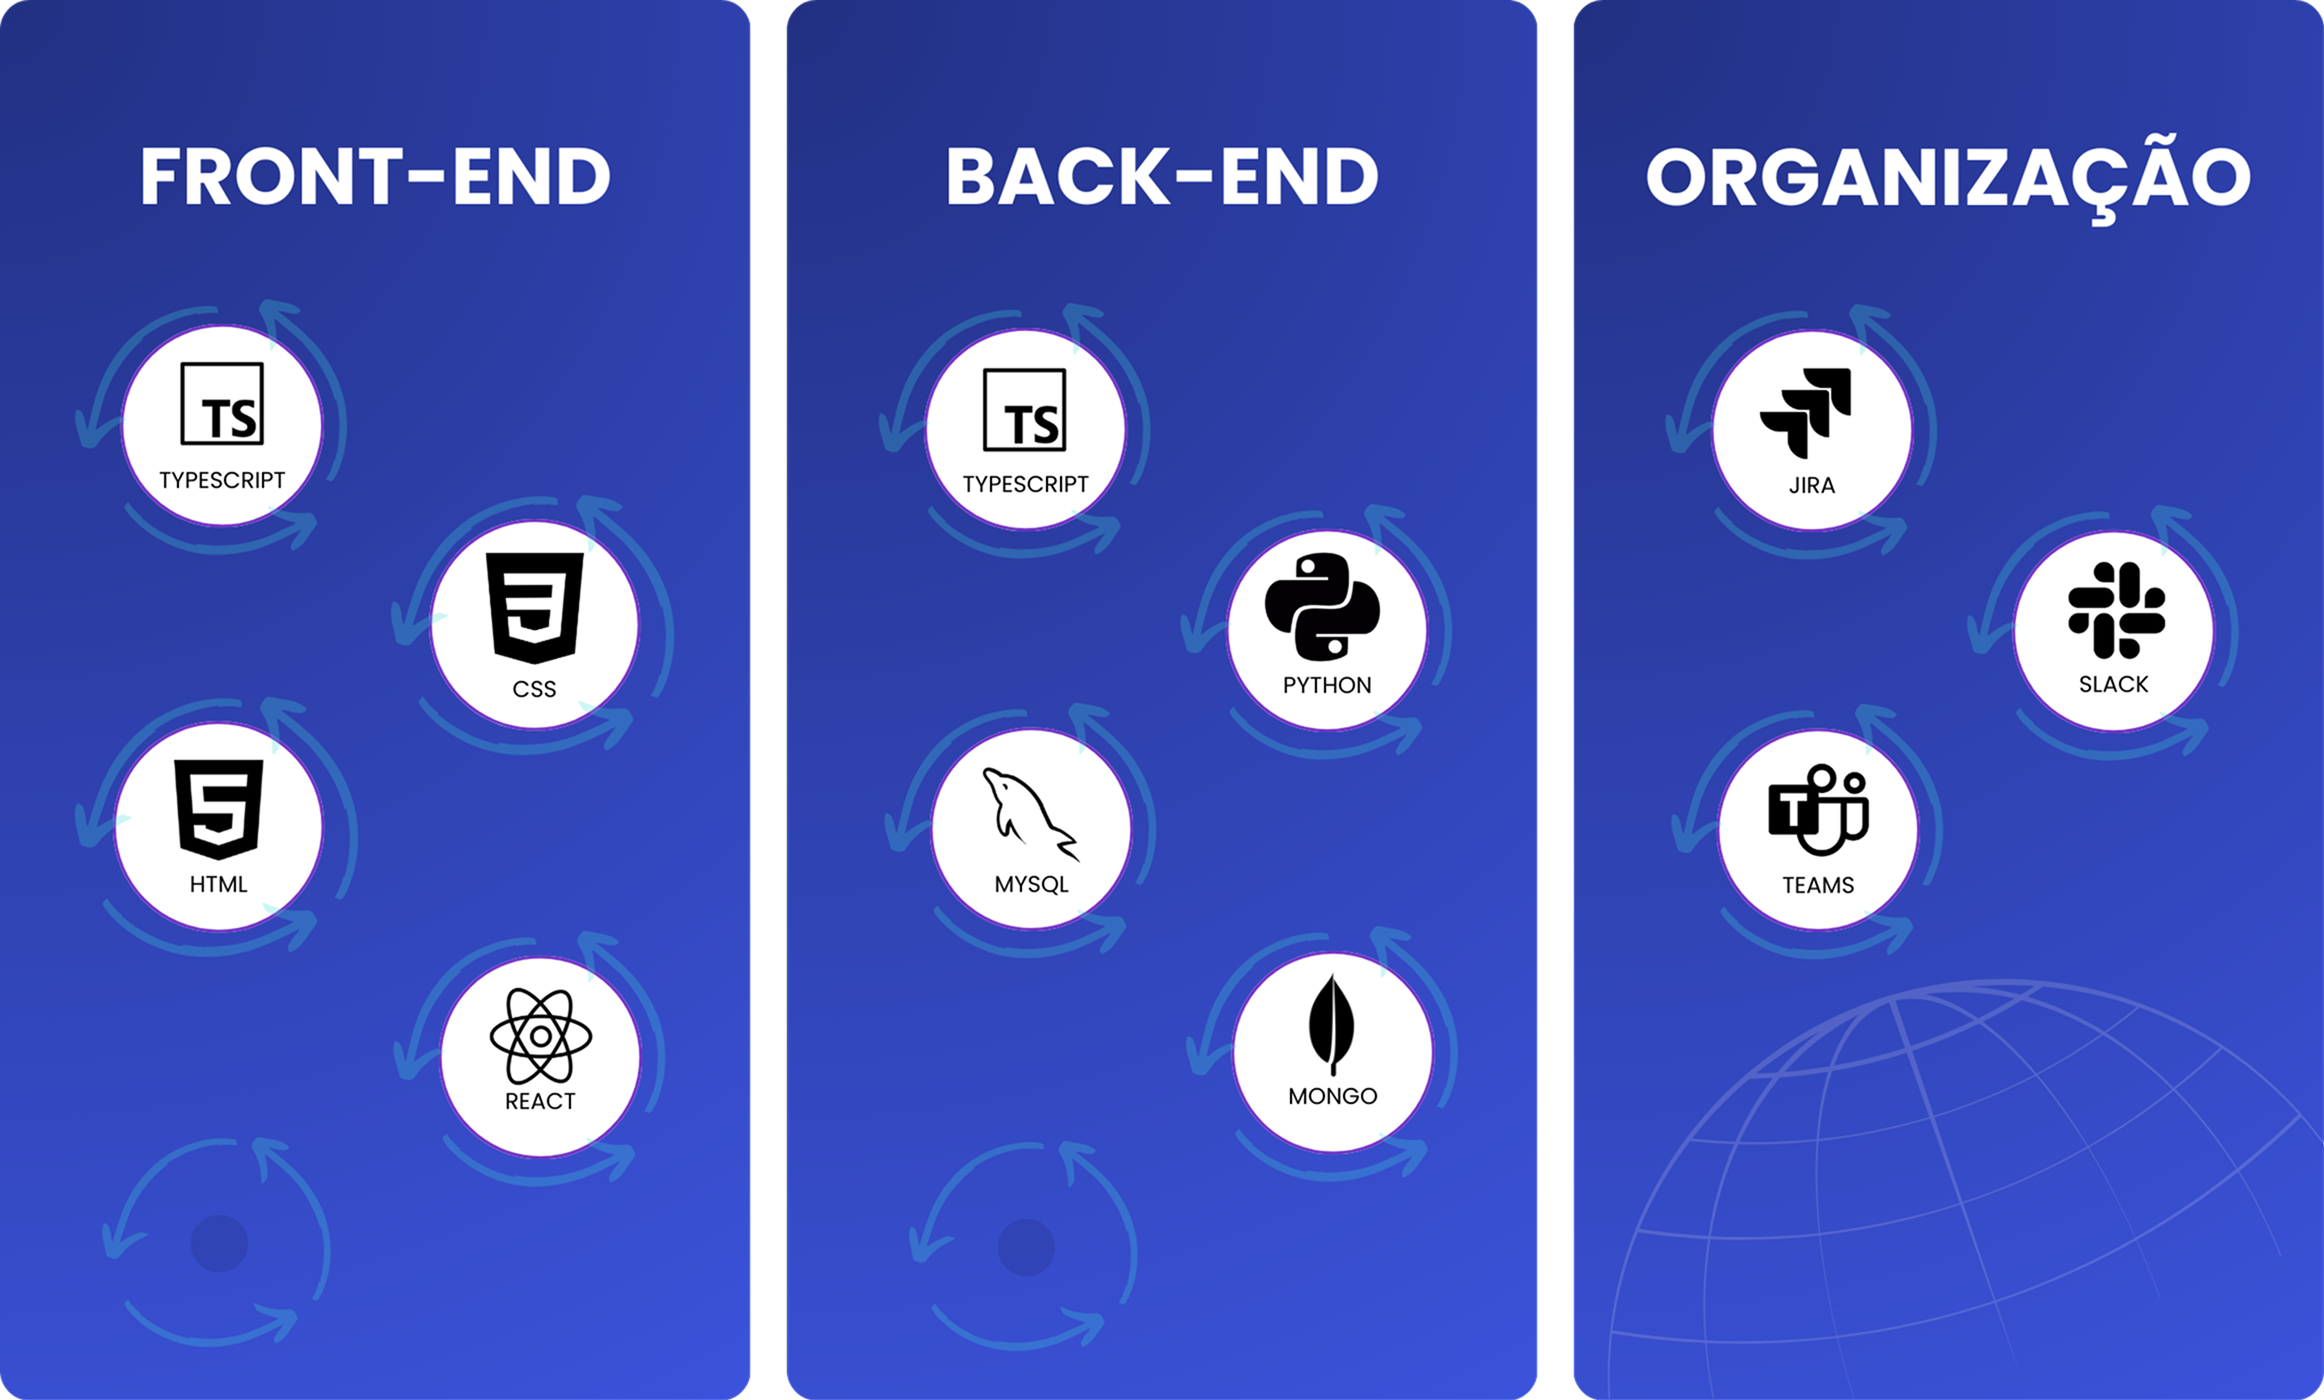 FRONT-END
TS
TYPESCRIPT
CSS
HTML
REACT
BACK-END
TS
TYPESCRIPT
PYTHON
MYSQL
MONGO
ORGANIZAÇÃO
JIRA
SLACK
T
TEAMS